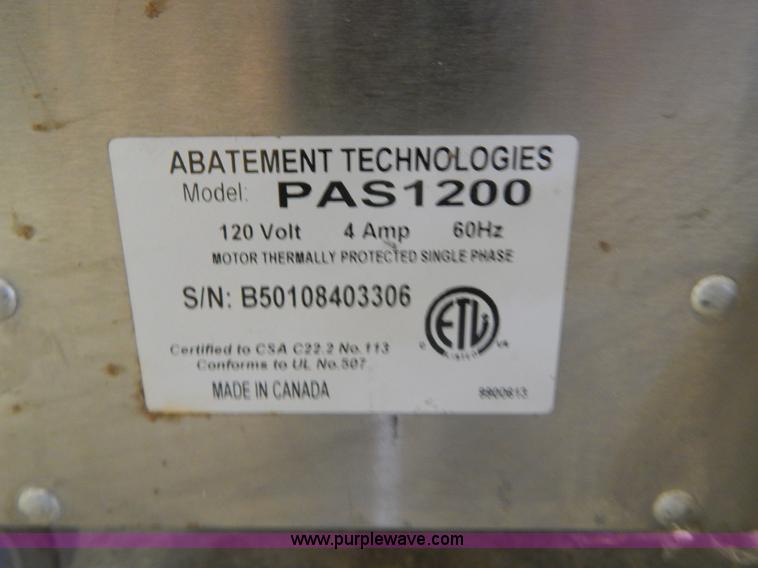 ABATEMENT TECHNOLOGIES
Model: PAS1200
120 Volt 4 Amp 60Hz
MOTOR THERMALLY PROTECTED SINGLE PHASE
S/N: B50108403306
ETL
Certified to CSA C22.2 No.113
Conforms to UL No.507
MADE IN CANADA
www.purplewave.com